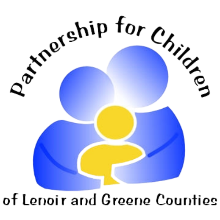 Partnership for Children
of Lenoir and Greene Counties